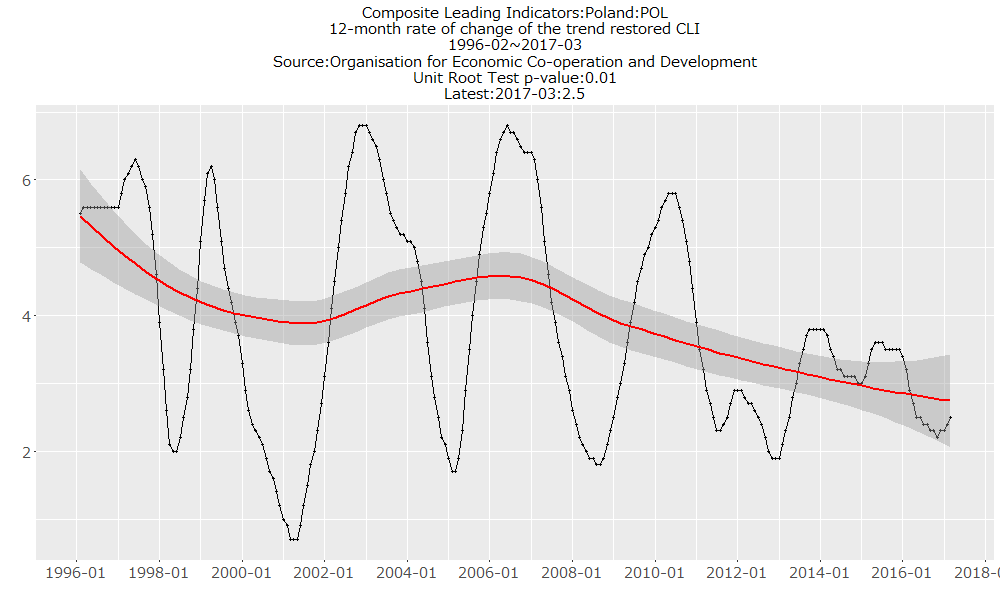 Composite Leading Indicators:Poland:POL
12-month rate of change of the trend restored CLI
1996-02~2017-03
Source:Organisation for Economic Co-operation and Development
Unit Root Test p-value:0.01
Latest:2017-03:2.5
6
4
2
1996-01 1998-01 2000-01 2002-01 2004-01 2006-01 2008-01 2010-01 2012-01 2014-01 2016-01 2018-0